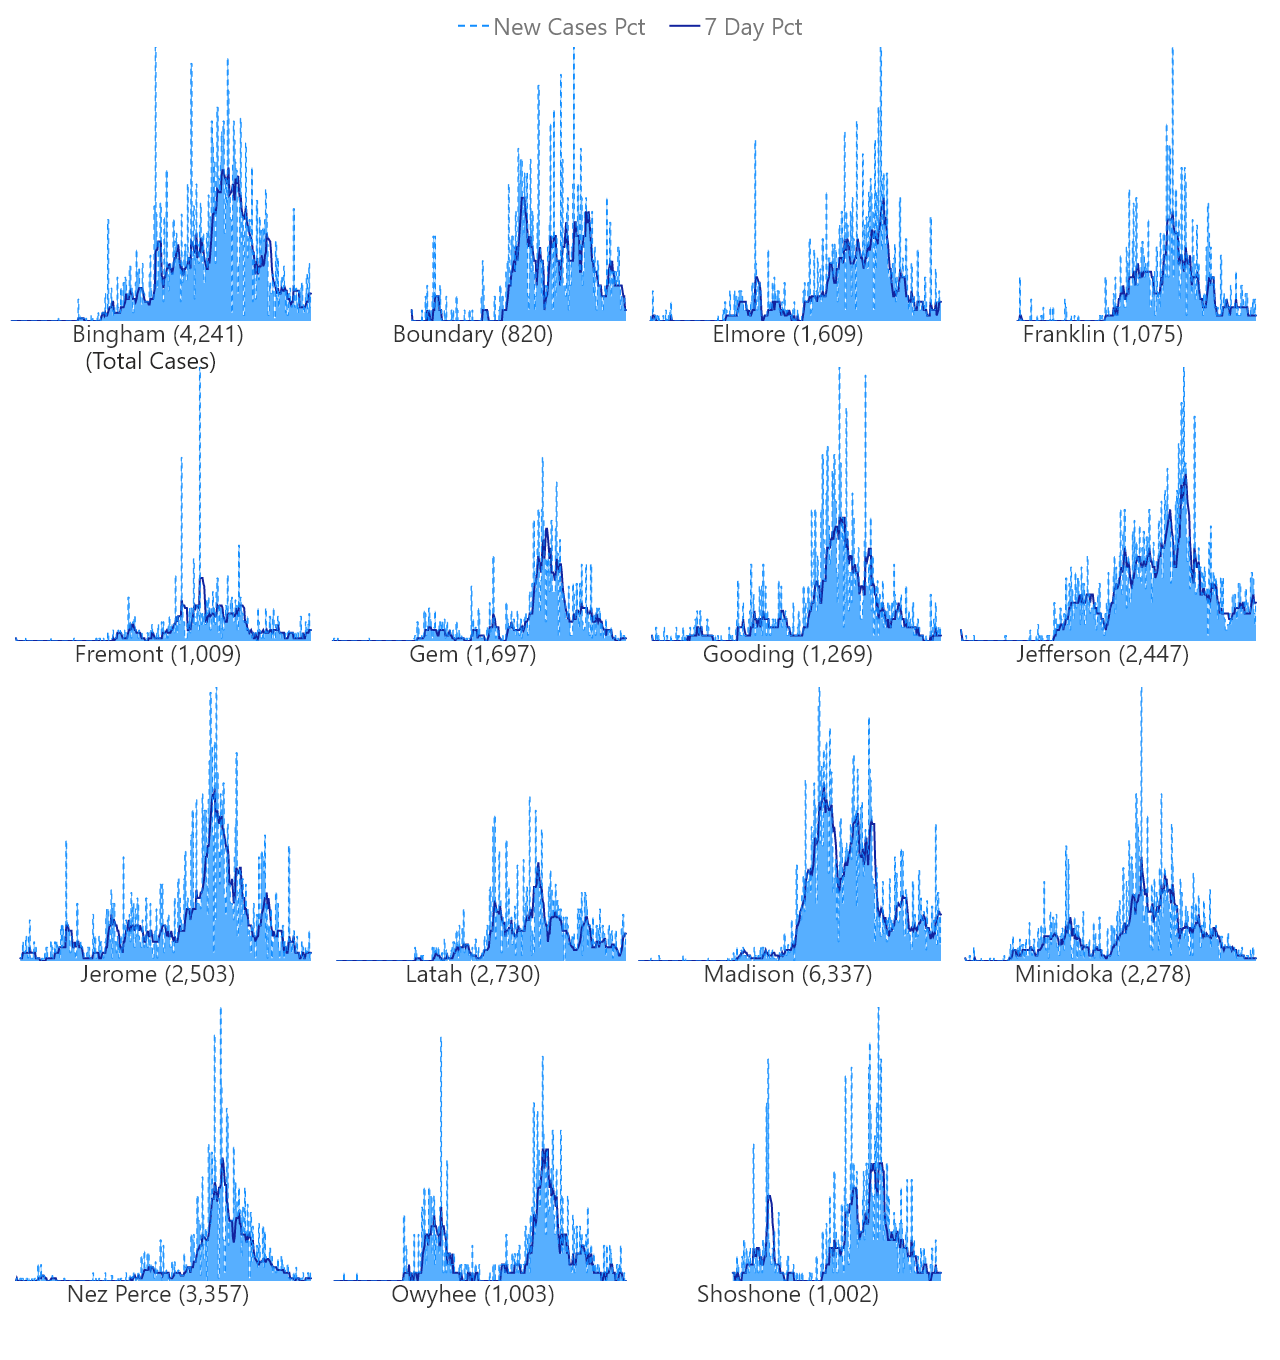 New Cases Pct 7 Day Pct
Bingham (4,241)
(Total Cases)
Boundary (820)
Elmore (1,609)
Franklin (1,075)
Fremont (1,009)
Gem (1,697)
Gooding (1,269)
Jefferson (2,447)
Jerome (2,503)
Latah (2,730)
Madison (6,337)
Minidoka (2,278)
Nez Perce (3,357)
Owyhee (1,003)
Shoshone (1,002)